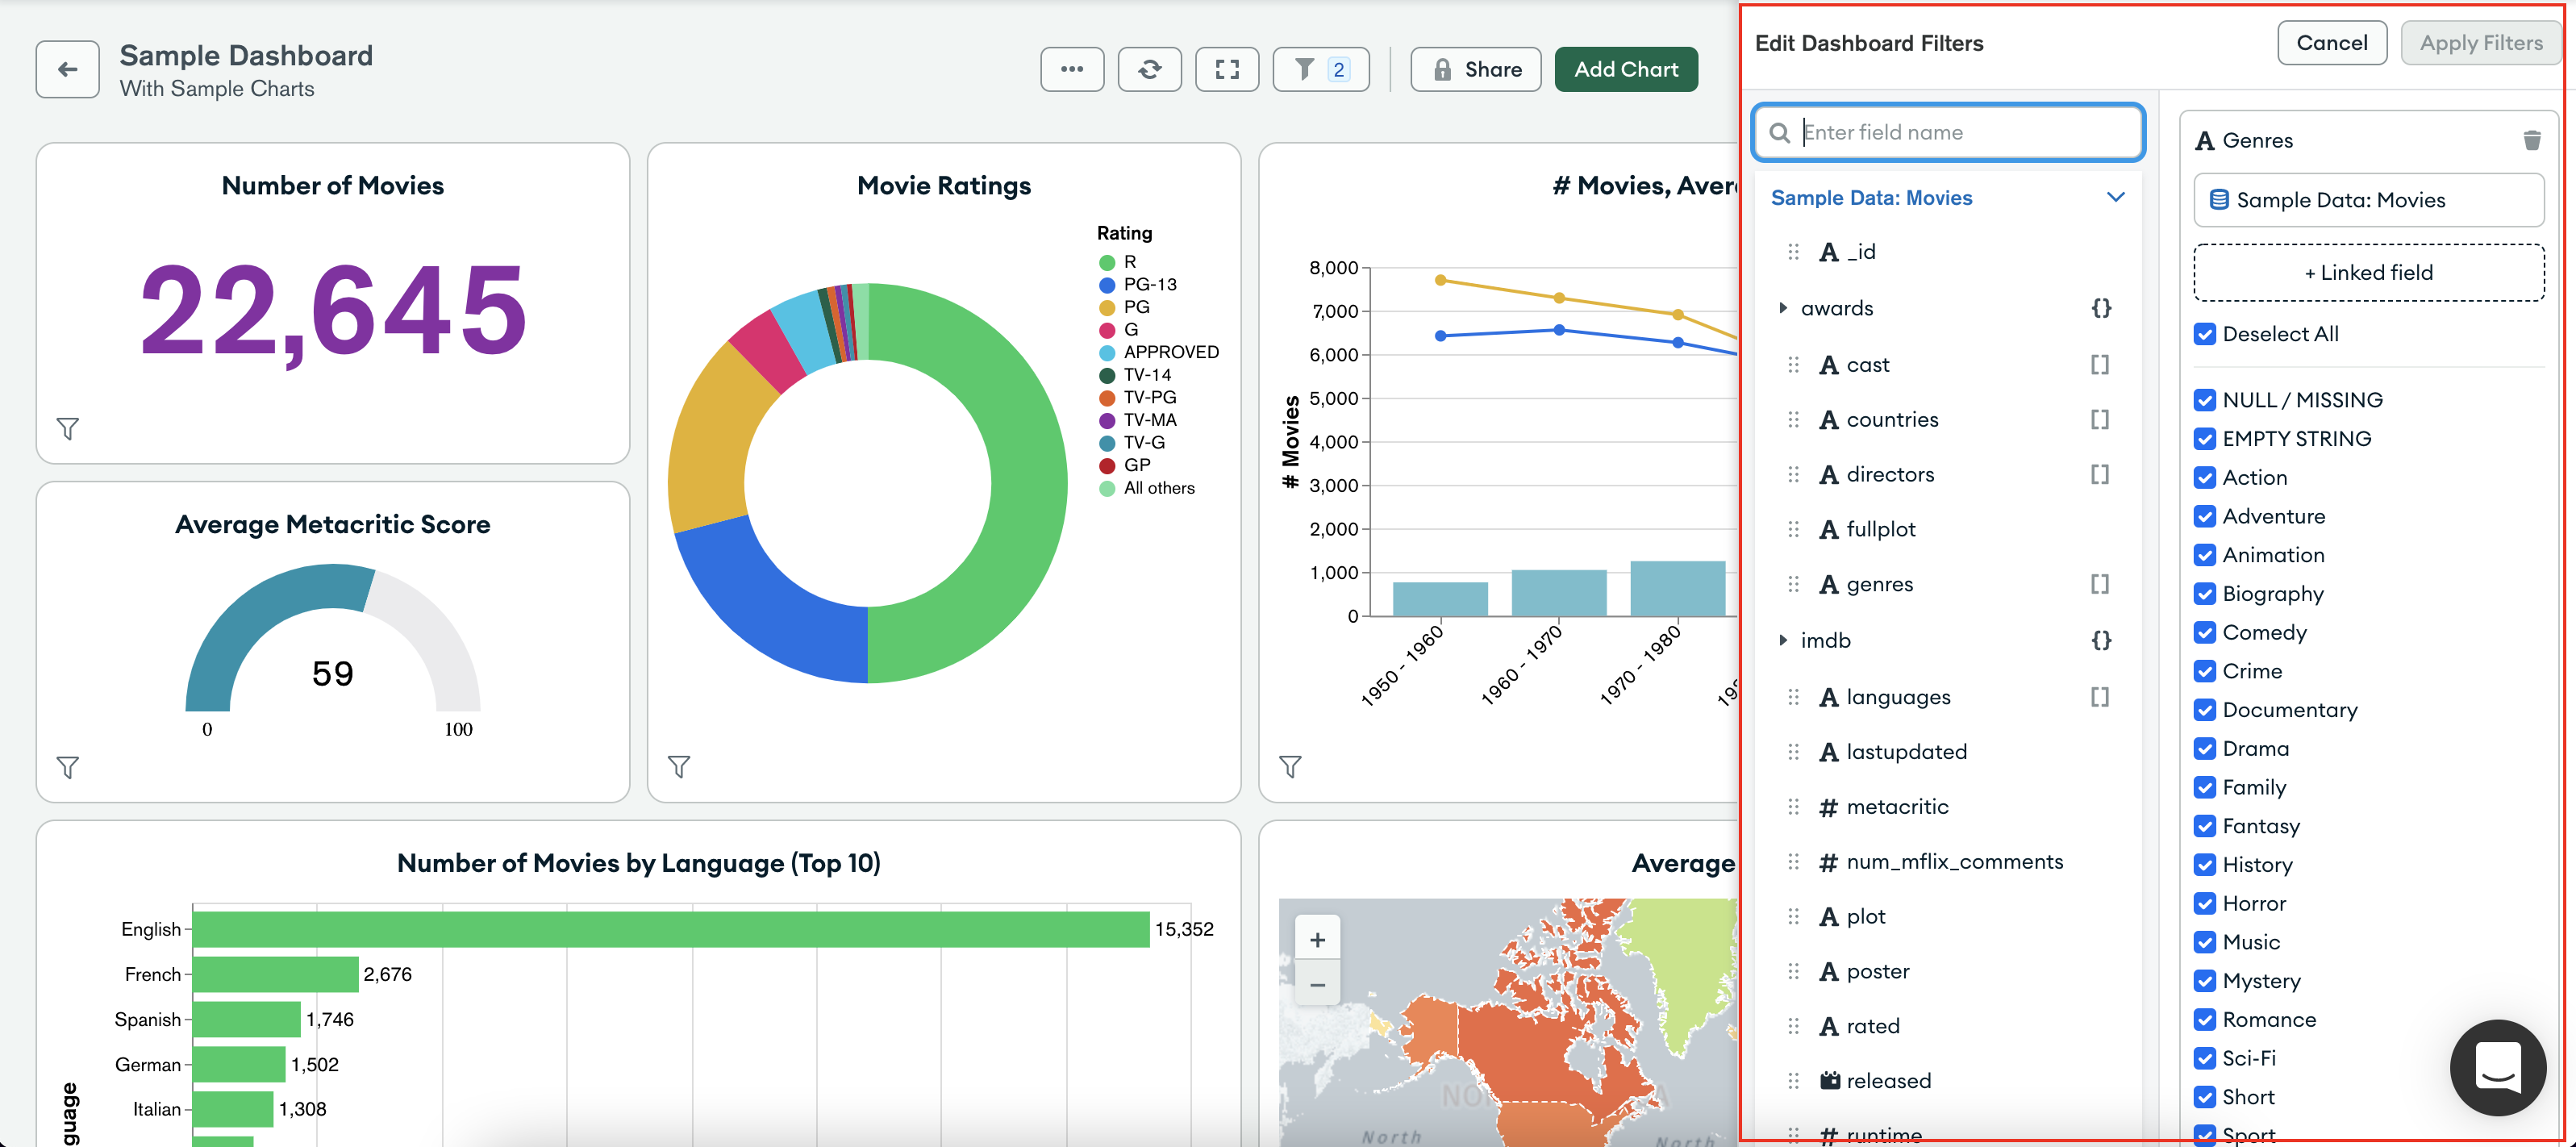 Sample Dashboard
With Sample Charts
2
Share
Add Chart
Edit Dashboard Filters
Cancel
Apply Filters
Number of Movies
22,645
Movie Ratings
Rating
R
PG-13
PG
G
APPROVED
TV-14
TV-PG
TV-MA
TV-G
GP
All others
# Movies, Aver
# Movies
8,000
7,000
6,000
5,000
4,000
3,000
2,000
1,000
0
1950 - 1960
1960 - 1970
1970 - 1980
19
Average Metacritic Score
59
0
100
Number of Movies by Language (Top 10)
guage
English
15,352
French
2,676
Spanish
1,746
German
1,502
Italian
1,308
Average
+
−
NO
A
North
North
Enter field name
Sample Data: Movies
A _id
awards {}
A cast []
A countries []
A directors []
A fullplot
A genres []
imdb {}
A languages []
A lastupdated
# metacritic
# num_mflix_comments
A plot
A poster
A rated
released
# runtime
A Genres
Sample Data: Movies
+ Linked field
Deselect All
NULL / MISSING
EMPTY STRING
Action
Adventure
Animation
Biography
Comedy
Crime
Documentary
Drama
Family
Fantasy
History
Horror
Music
Mystery
Romance
Sci-Fi
Short
Sport